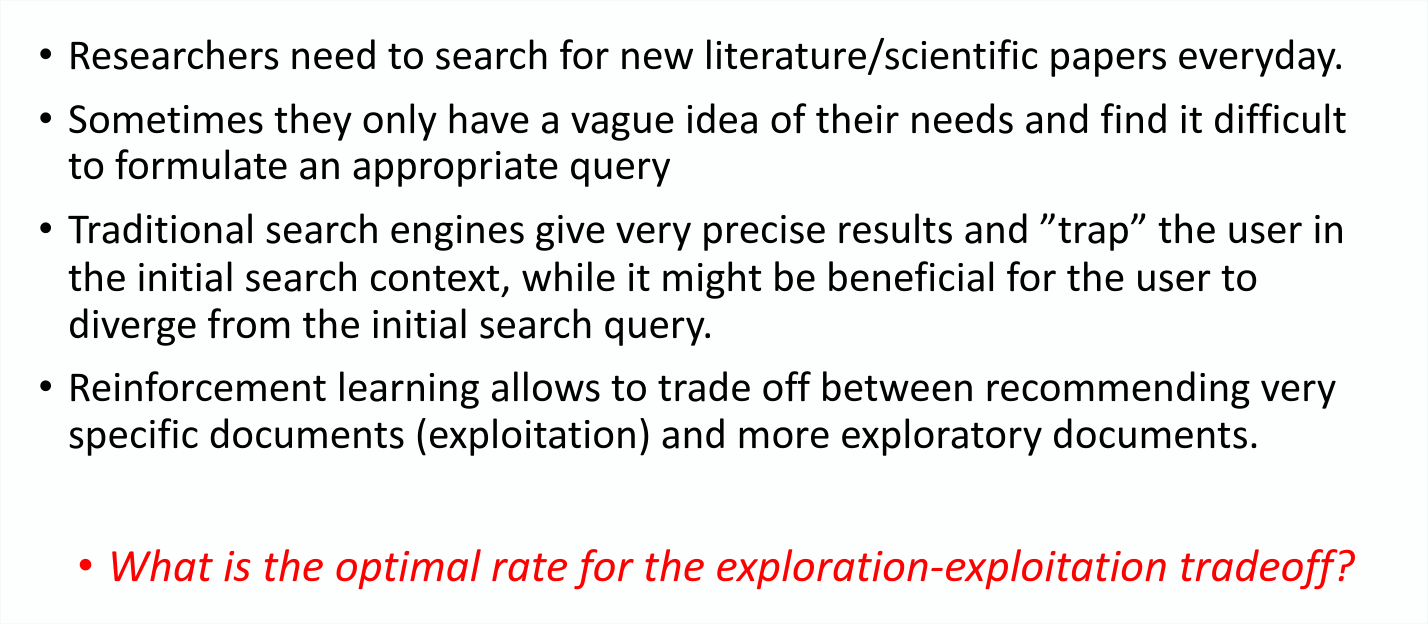 • Researchers need to search for new literature/scientific papers everyday.
• Sometimes they only have a vague idea of their needs and find it difficult
to formulate an appropriate query
• Traditional search engines give very precise results and ”trap” the user in
the initial search context, while it might be beneficial for the user to
diverge from the initial search query.
• Reinforcement learning allows to trade off between recommending very
specific documents (exploitation) and more exploratory documents.
• What is the optimal rate for the exploration-exploitation tradeoff?